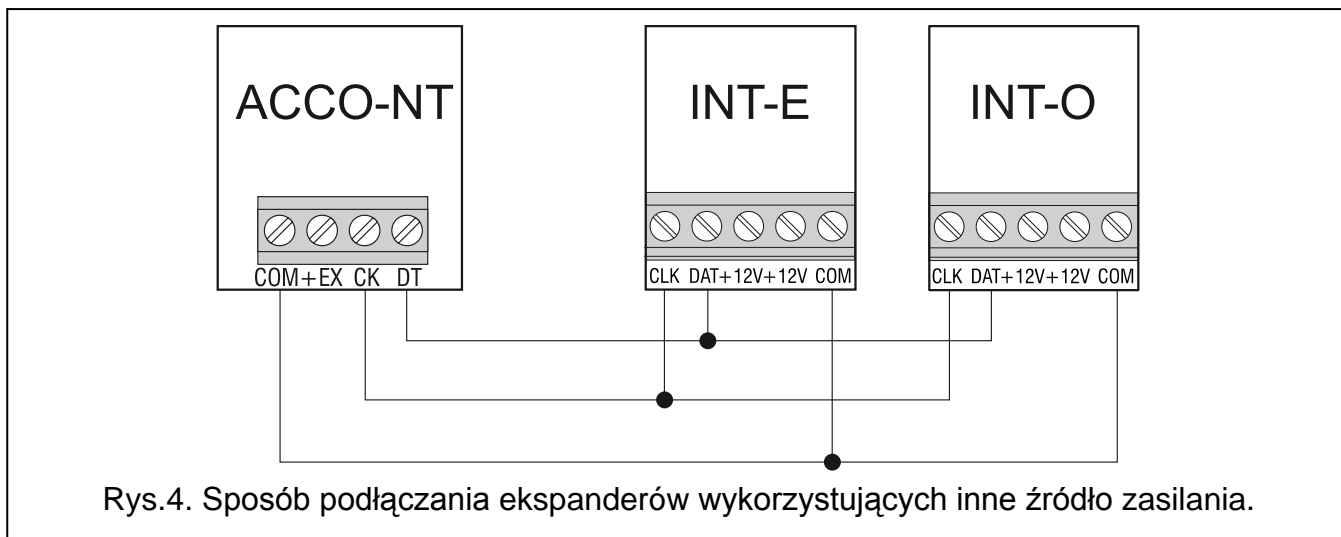 ACCO-NT
INT-E
INT-O
COM+EX CK DT
CLK DAT+12V+12V COM
CLK DAT+12V+12V COM
Rys.4. Sposób podłączania ekspanderów wykorzystujących inne źródło zasilania.